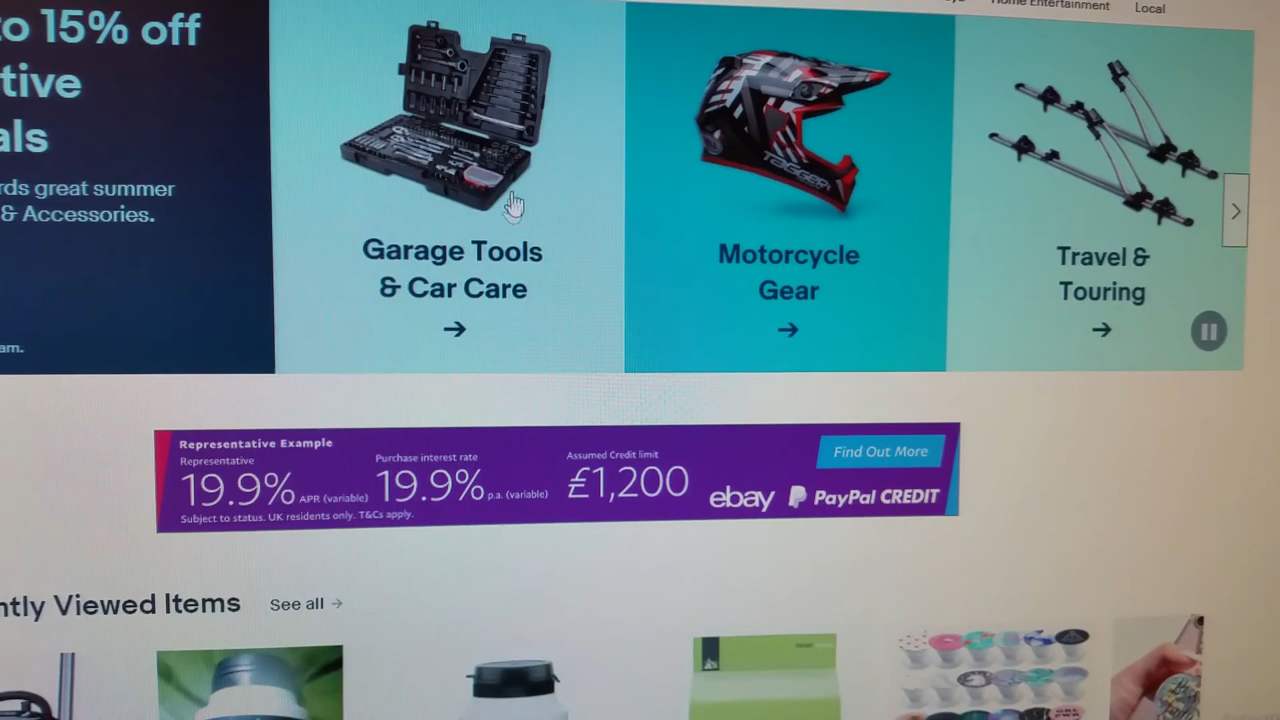 Home Entertainment
Local
to 15% off
tive
als
rds great summer
& Accessories.
am.
Garage Tools
& Car Care
→
TRIGGER
Motorcycle
Gear
→
Travel &
Touring
→
Representative Example
Representative
19.9% APR (variable)
Purchase interest rate
19.9% p.a. (variable)
Assumed Credit limit
£1,200
Subject to status. UK residents only. T&Cs apply.
Find Out More
ebay PayPal CREDIT
ntly Viewed Items
See all →